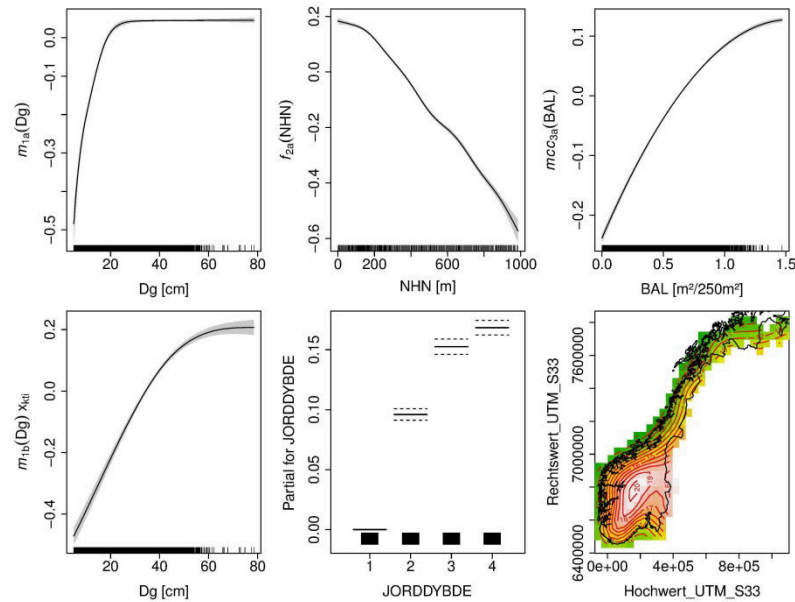 m1a(Dg)
0.0
−0.1
−0.3
−0.5
20 40 60 80
Dg [cm]
f2a(NHN)
0.2
0.0
−0.2
−0.4
−0.6
0 200 600 1000
NHN [m]
mcc3a(BAL)
0.1
0.0
−0.1
−0.2
0.0 0.5 1.0 1.5
BAL [m²/250m²]
m1b(Dg) xkti
0.2
0.0
−0.2
−0.4
20 40 60 80
Dg [cm]
Partial for JORDDYBDE
0.15
0.10
0.05
0.00
1 2 3 4
JORDDYBDE
Rechtswert_UTM_S33
7600000
7000000
6400000
20
19
0e+00 4e+05 8e+05
Hochwert_UTM_S33